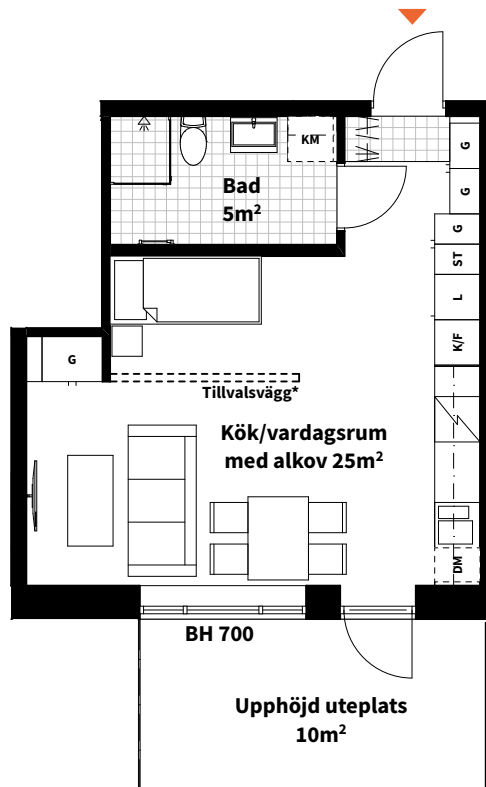 KM
G
Bad
5m²
G
G
ST
L
K/F
G
Tillvalsvägg*
Kök/vardagsrum
med alkov 25m²
DM
BH 700
Upphöjd uteplats
10m²